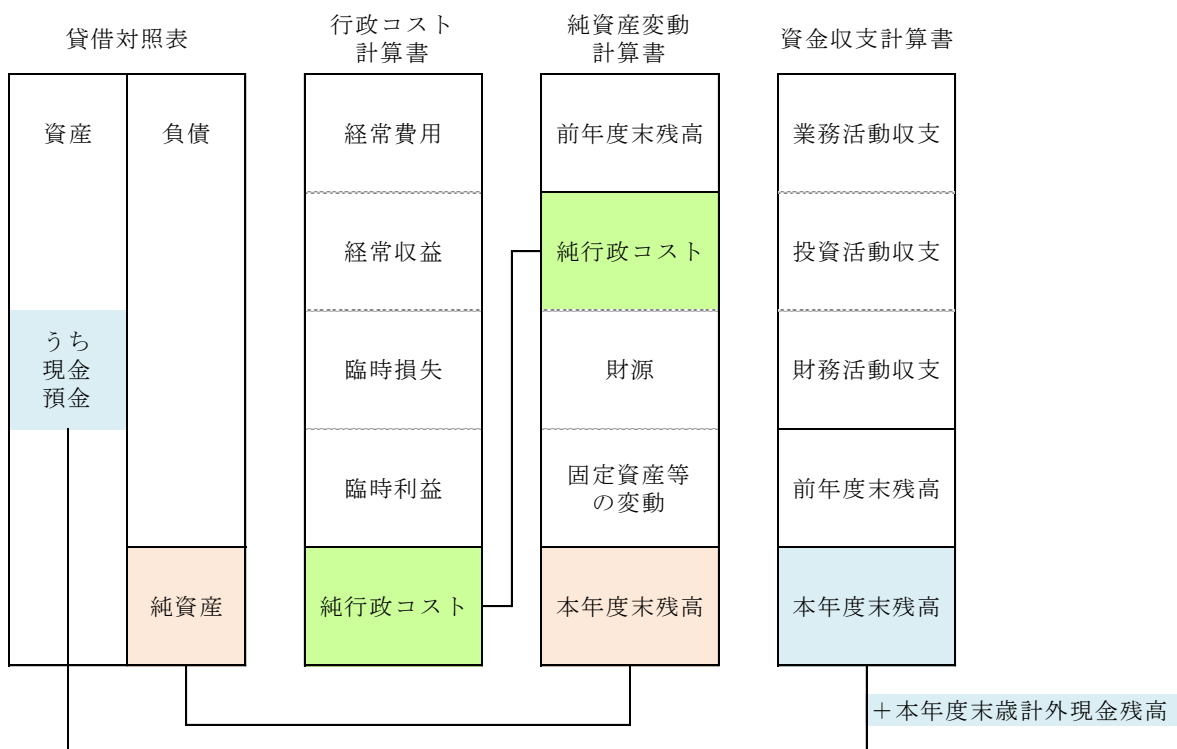 貸借対照表
資産
負債
うち
現金
預金
純資産
行政コスト
計算書
経常費用
経常収益
臨時損失
臨時利益
純行政コスト
純資産変動
計算書
前年度末残高
純行政コスト
財源
固定資産等
の変動
本年度末残高
資金収支計算書
業務活動収支
投資活動収支
財務活動収支
前年度末残高
本年度末残高
＋本年度末歳計外現金残高